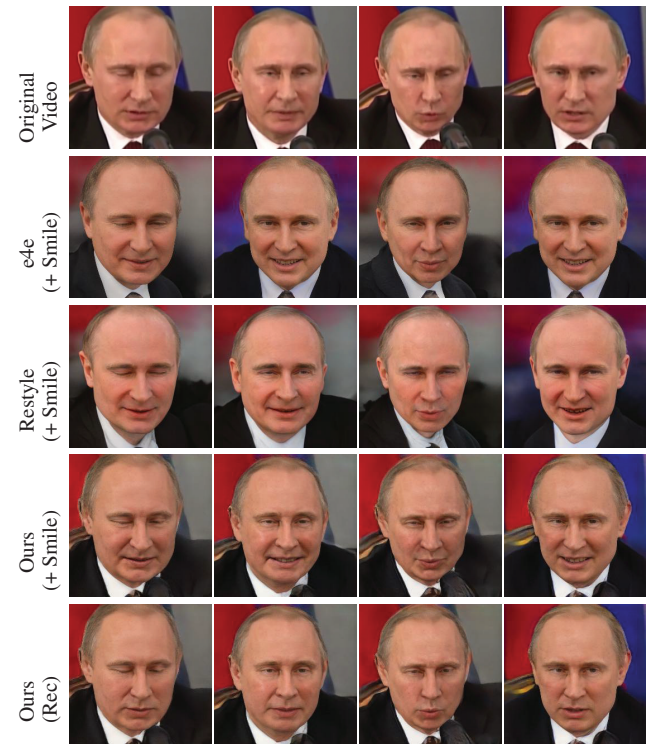 Original
Video
e4e
(+ Smile)
Restyle
(+ Smile)
Ours
(+ Smile)
Ours
(Rec)